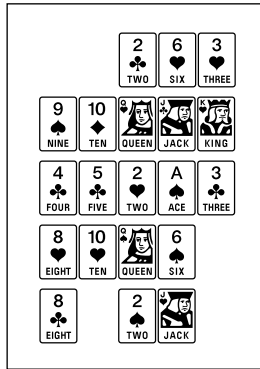 2 6 3
TWO SIX THREE
9 10 Q J K
NINE TEN QUEEN JACK KING
4 5 2 A 3
FOUR FIVE TWO ACE THREE
8 10 Q 6
EIGHT TEN QUEEN SIX
8 2 J
EIGHT TWO JACK